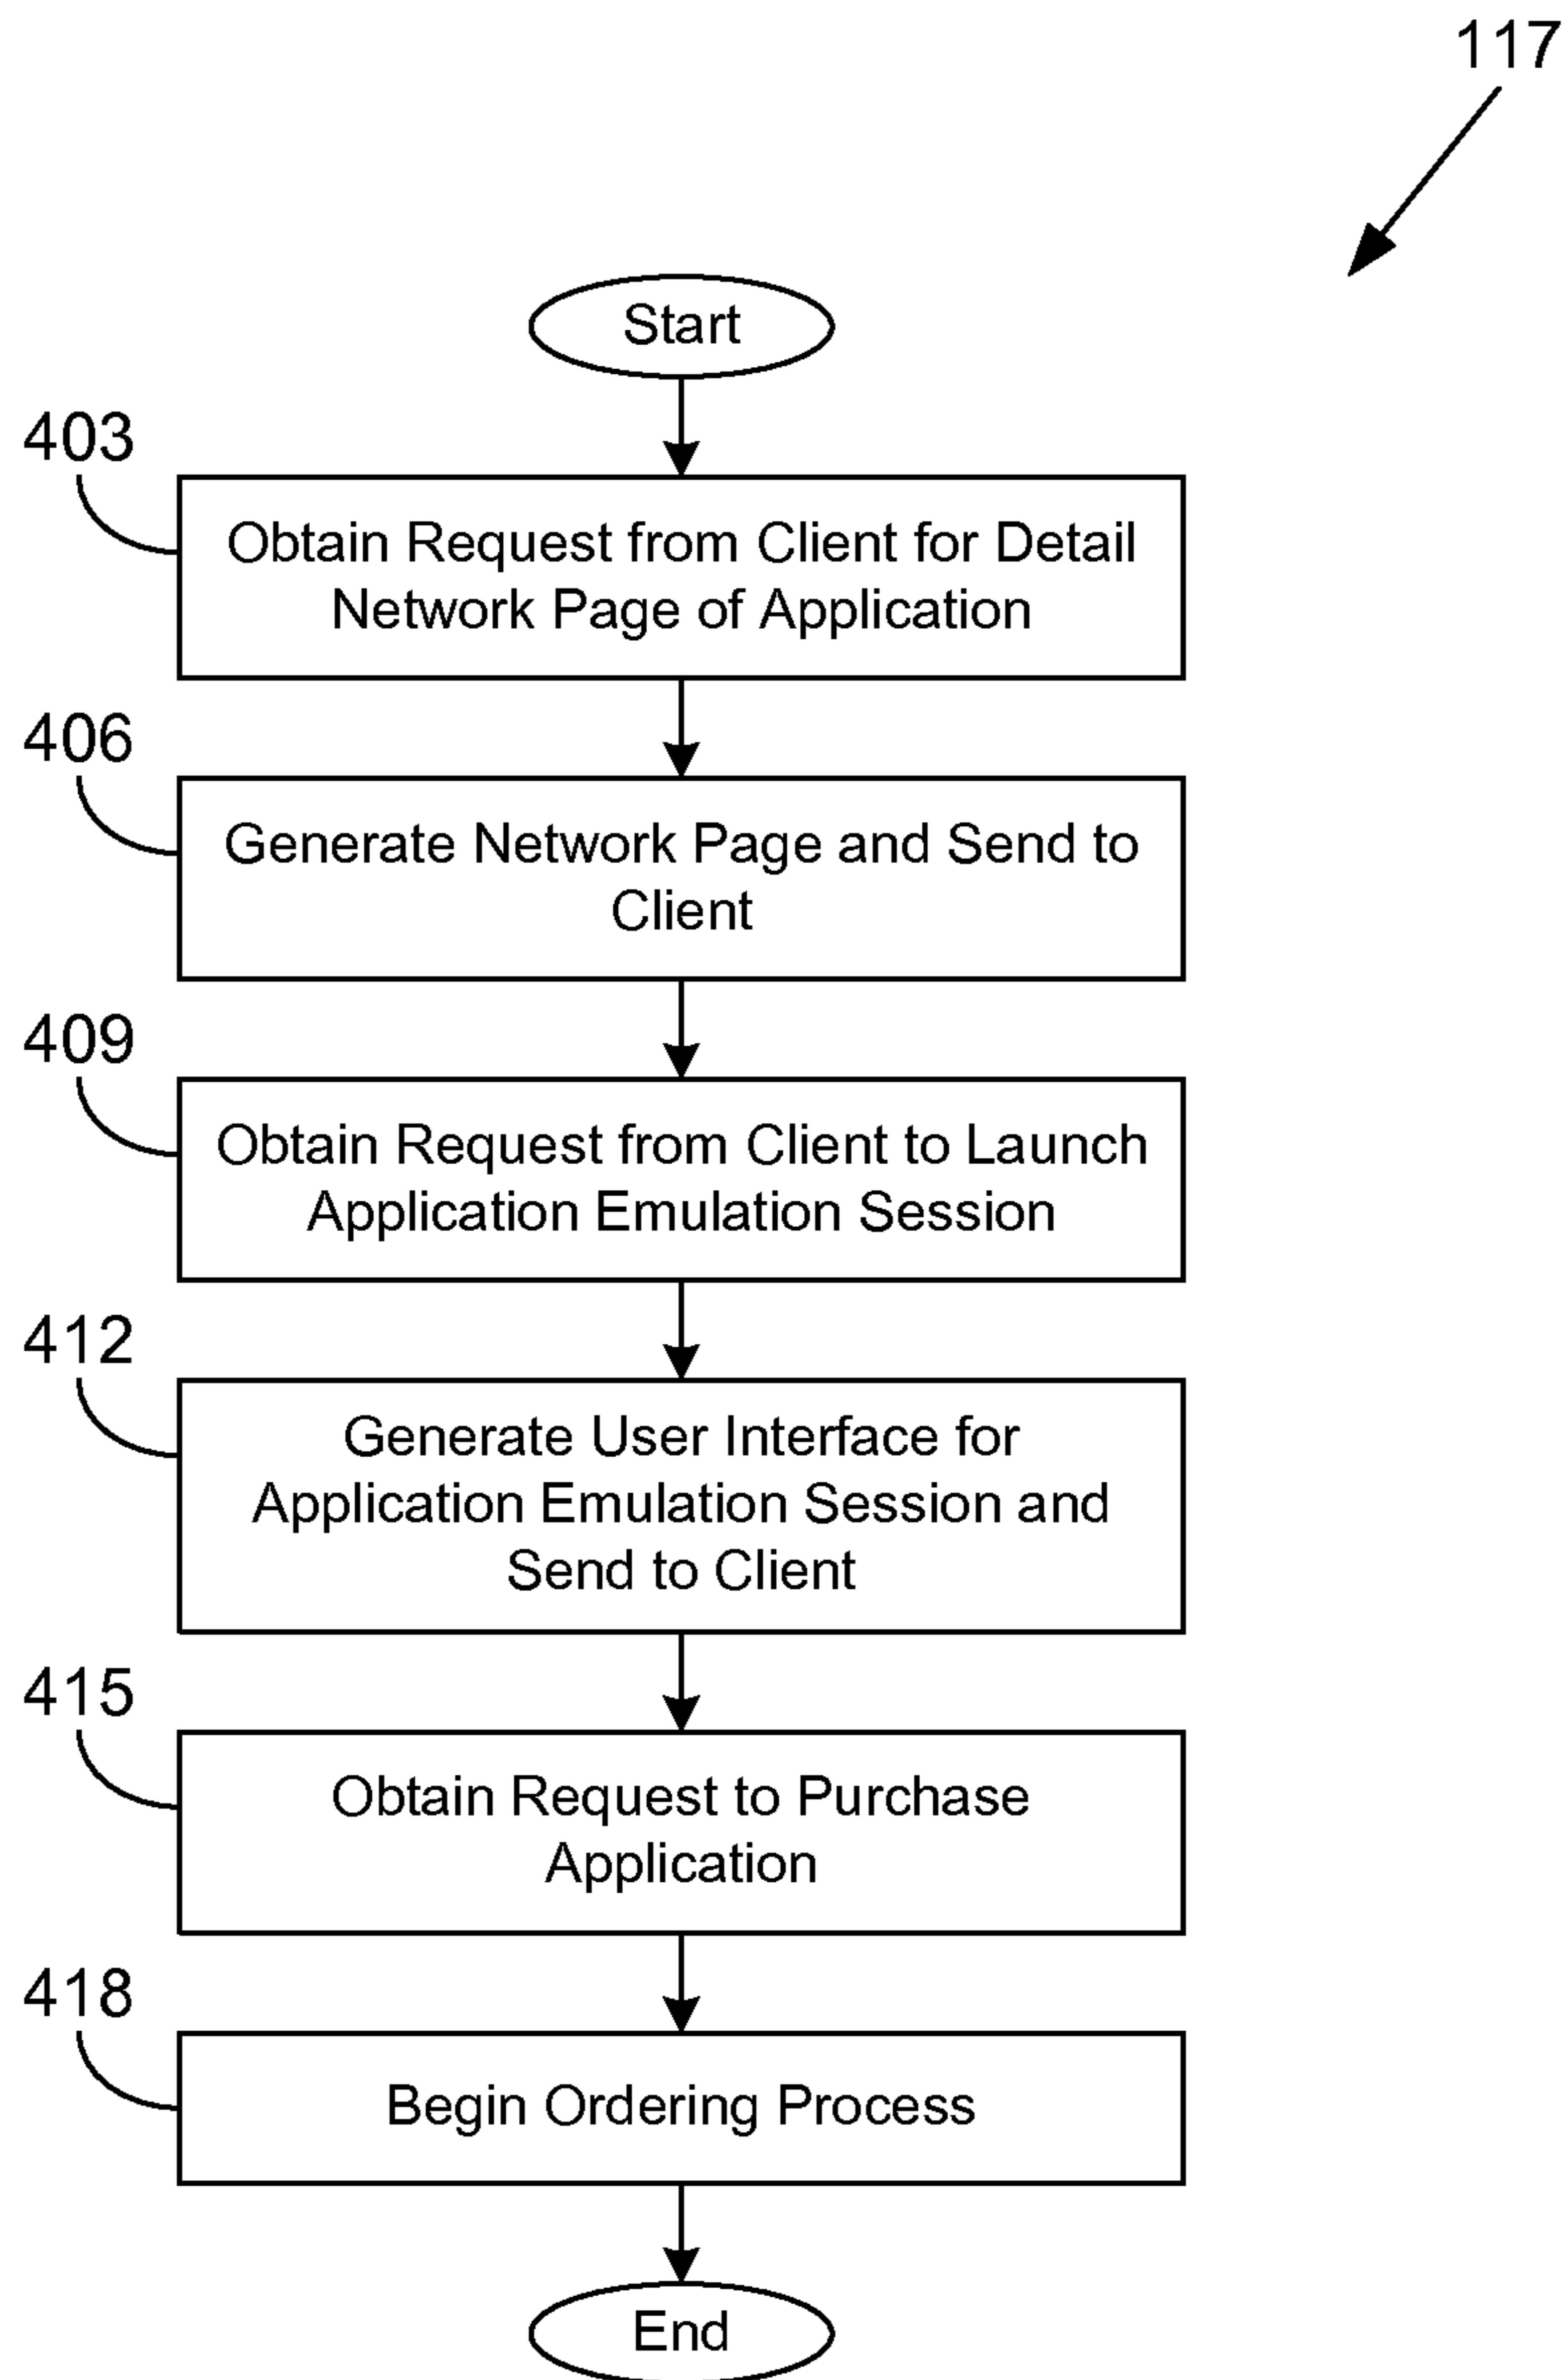 117
Start
403
Obtain Request from Client for Detail
Network Page of Application
406
Generate Network Page and Send to
Client
409
Obtain Request from Client to Launch
Application Emulation Session
412
Generate User Interface for
Application Emulation Session and
Send to Client
415
Obtain Request to Purchase
Application
418
Begin Ordering Process
End